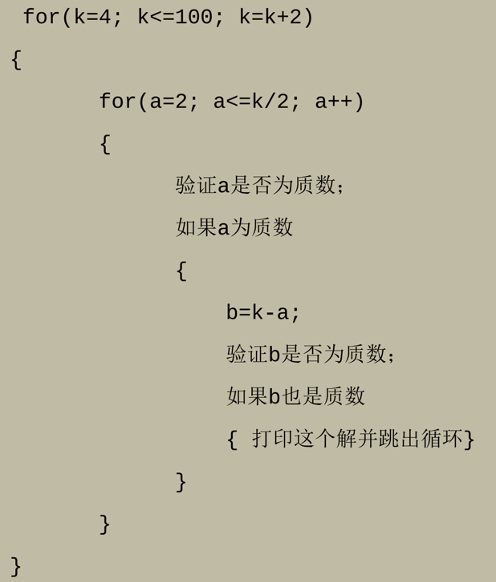 for(k=4; k<=100; k=k+2)
{
for(a=2; a<=k/2; a++)
{
验证a是否为质数;
如果a为质数
{
b=k-a;
验证b是否为质数;
如果b也是质数
{ 打印这个解并跳出循环}
}
}
}